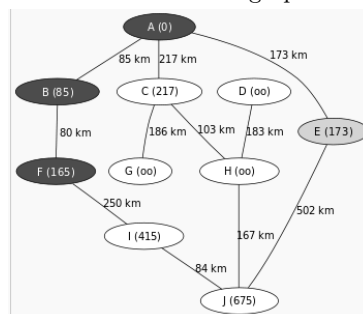 A (0)
85 km
217 km
173 km
B (85)
C (217)
D (oo)
E (173)
80 km
186 km
103 km
183 km
F (165)
G (oo)
H (oo)
250 km
502 km
I (415)
167 km
84 km
J (675)